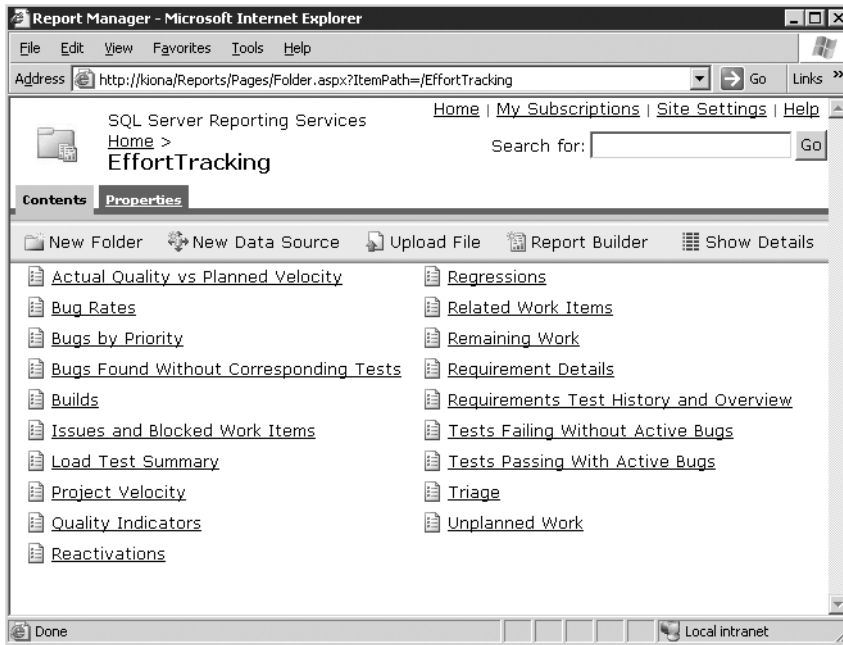 Report Manager - Microsoft Internet Explorer
File Edit View Favorites Tools Help
Address http://kiona/Reports/Pages/Folder.aspx?ItemPath=/EffortTracking Go Links »
Home | My Subscriptions | Site Settings | Help
SQL Server Reporting Services
Home >
EffortTracking
Search for: Go
Contents Properties
New Folder New Data Source Upload File Report Builder Show Details
Actual Quality vs Planned Velocity
Bug Rates
Bugs by Priority
Bugs Found Without Corresponding Tests
Builds
Issues and Blocked Work Items
Load Test Summary
Project Velocity
Quality Indicators
Reactivations
Regressions
Related Work Items
Remaining Work
Requirement Details
Requirements Test History and Overview
Tests Failing Without Active Bugs
Tests Passing With Active Bugs
Triage
Unplanned Work
Done Local intranet